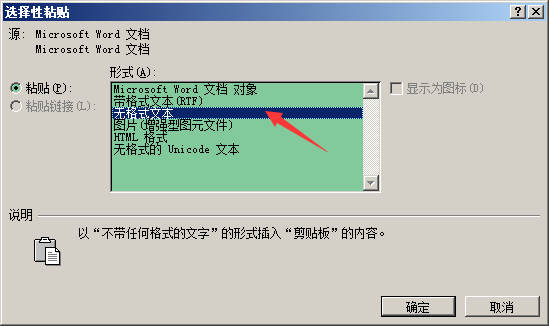 选择性粘贴
源: Microsoft Word 文档
Microsoft Word 文档
形式(A):
粘贴(P):
粘贴链接(L):
Microsoft Word 文档 对象
带格式文本(RTF)
无格式文本
图片(增强型图元文件)
HTML 格式
无格式的 Unicode 文本
显示为图标(D)
说明
以“不带任何格式的文字”的形式插入“剪贴板”的内容。
确定
取消